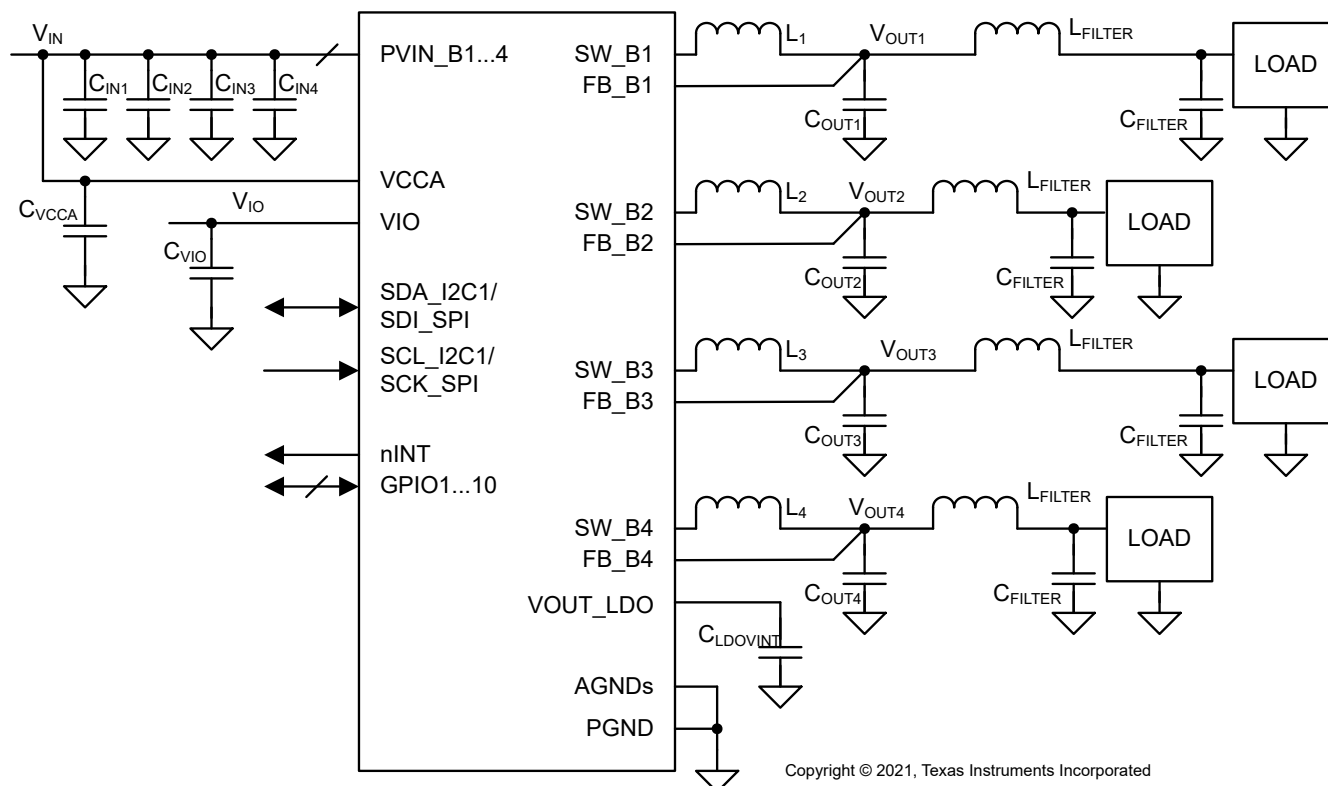 VIN
CIN1
CIN2
CIN3
CIN4
CVCCA
VIO
CVIO
PVIN_B1...4
VCCA
VIO
SDA_I2C1/
SDI_SPI
SCL_I2C1/
SCK_SPI
nINT
GPIO1...10
SW_B1
FB_B1
SW_B2
FB_B2
SW_B3
FB_B3
SW_B4
FB_B4
VOUT_LDO
AGNDs
PGND
L1
VOUT1
LFILTER
COUT1
CFILTER
LOAD
L2
VOUT2
LFILTER
COUT2
CFILTER
LOAD
L3
VOUT3
LFILTER
COUT3
CFILTER
LOAD
L4
VOUT4
LFILTER
COUT4
CFILTER
LOAD
CLDOVINT
Copyright © 2021, Texas Instruments Incorporated